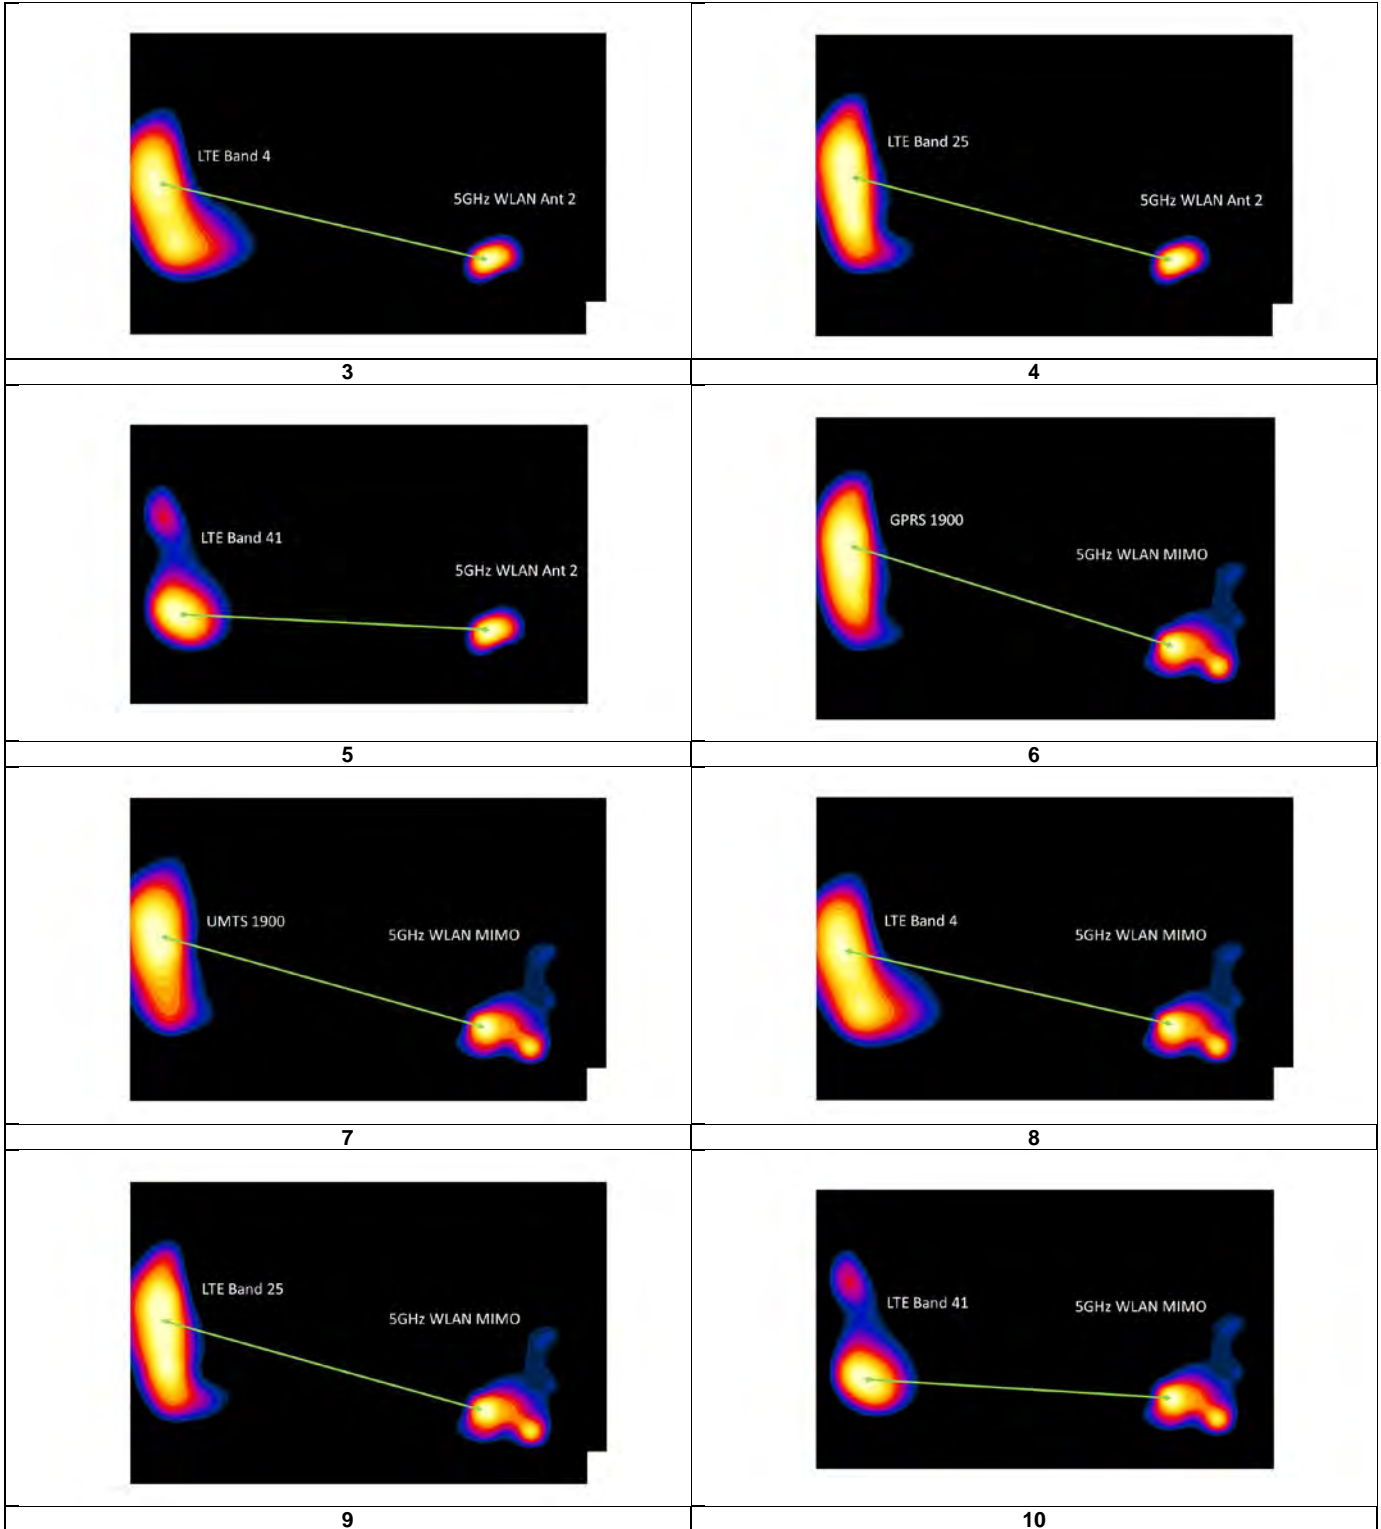 LTE Band 4
5GHz WLAN Ant 2
LTE Band 25
5GHz WLAN Ant 2
3
4
LTE Band 41
5GHz WLAN Ant 2
GPRS 1900
5GHz WLAN MIMO
5
6
UMTS 1900
5GHz WLAN MIMO
LTE Band 4
5GHz WLAN MIMO
7
8
LTE Band 25
5GHz WLAN MIMO
LTE Band 41
5GHz WLAN MIMO
9
10